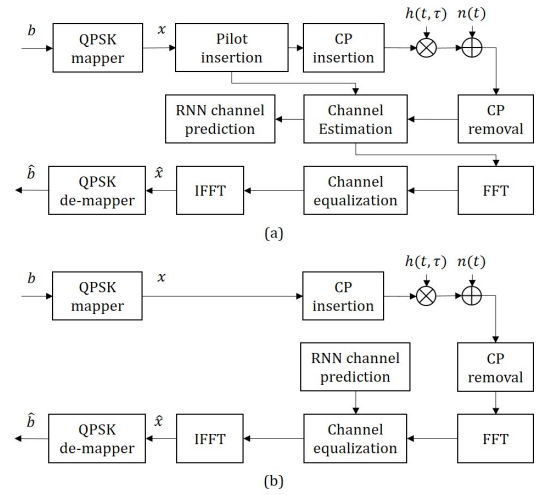 h(t, τ) n(t)
b QPSK mapper x Pilot insertion CP insertion
RNN channel prediction Channel Estimation CP removal
b̂ QPSK de-mapper x̂ IFFT Channel equalization FFT
(a)
h(t, τ) n(t)
b QPSK mapper x CP insertion
RNN channel prediction CP removal
b̂ QPSK de-mapper x̂ IFFT Channel equalization FFT
(b)